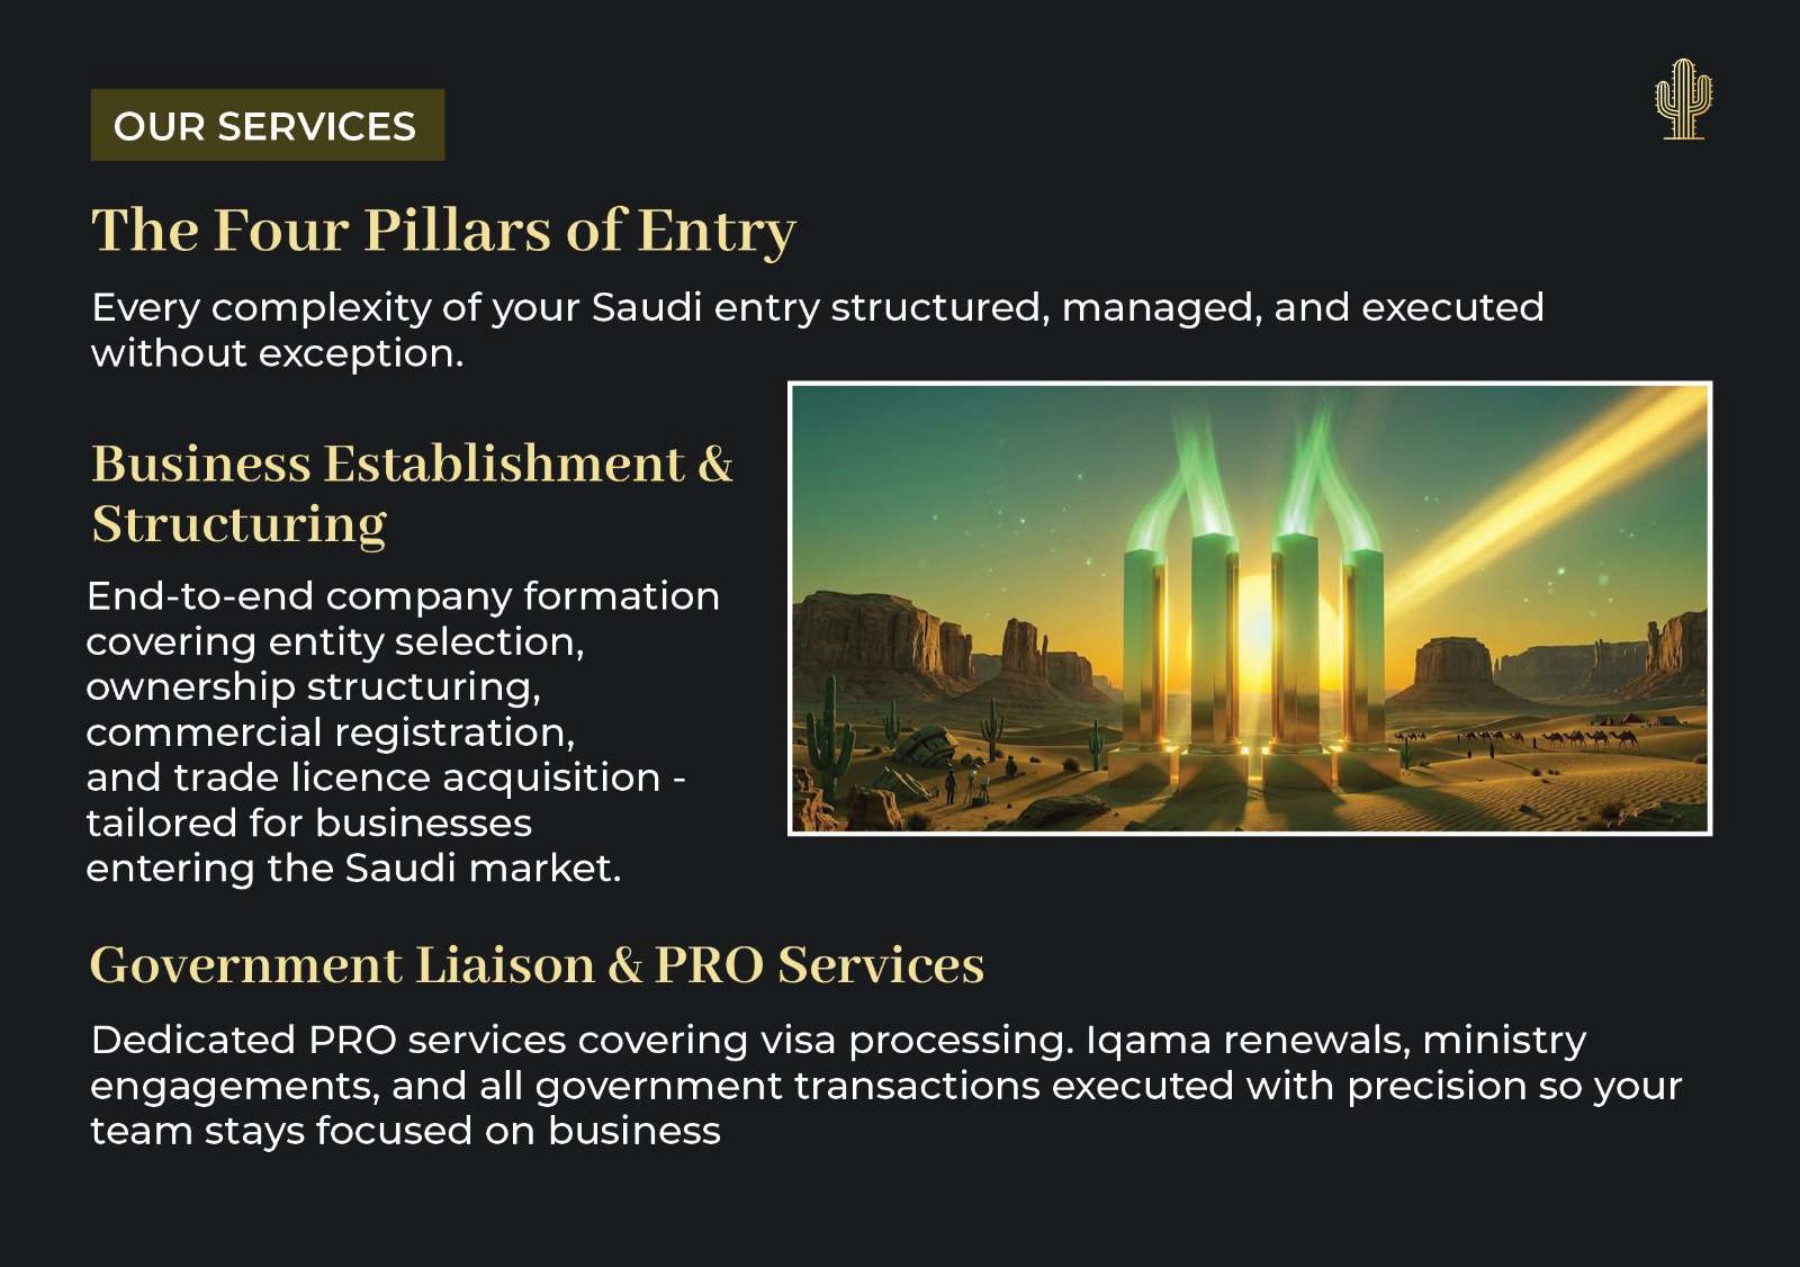 OUR SERVICES
The Four Pillars of Entry
Every complexity of your Saudi entry structured, managed, and executed
without exception.
Business Establishment &
Structuring
End-to-end company formation
covering entity selection,
ownership structuring,
commercial registration,
and trade licence acquisition -
tailored for businesses
entering the Saudi market.
Government Liaison & PRO Services
Dedicated PRO services covering visa processing. Iqama renewals, ministry
engagements, and all government transactions executed with precision so your
team stays focused on business